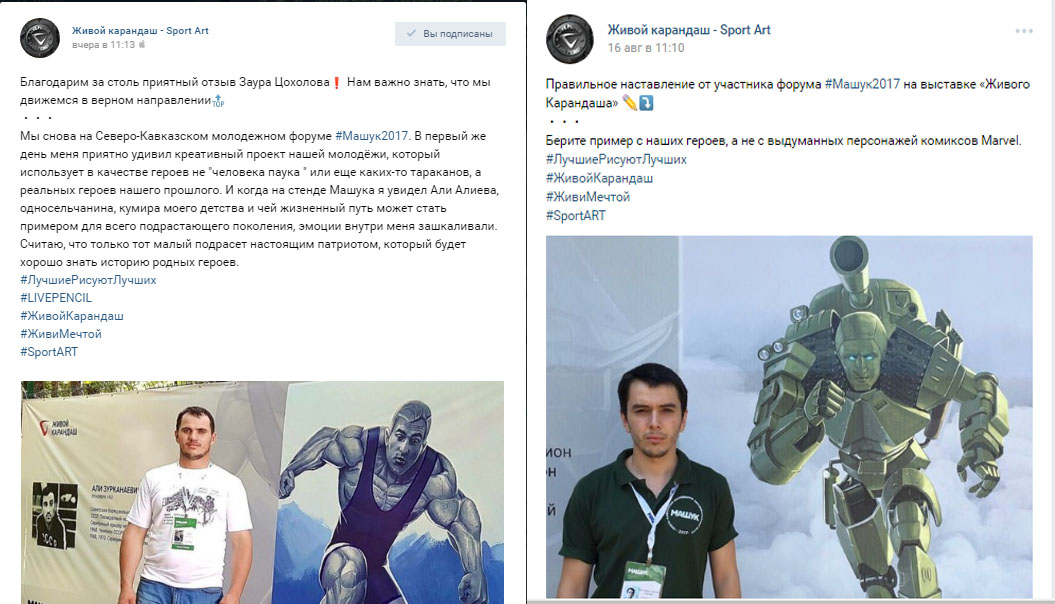 Живой карандаш - Sport Art
вчера в 11:13
Вы подписаны
Благодарим за столь приятный отзыв Заура Цохолова❗ Нам важно знать, что мы
движемся в верном направлении🔝
• • •
Мы снова на Северо-Кавказском молодежном форуме #Машук2017. В первый же
день меня приятно удивил креативный проект нашей молодёжи, который
использует в качестве героев не "человека паука " или еще каких-то тараканов, а
реальных героев нашего прошлого. И когда на стенде Машука я увидел Али Алиева,
односельчанина, кумира моего детства и чей жизненный путь может стать
примером для всего подрастающего поколения, эмоции внутри меня зашкаливали.
Считаю, что только тот малый подрасет настоящим патриотом, который будет
хорошо знать историю родных героев.
#ЛучшиеРисуютЛучших
#LIVEPENCIL
#ЖивойКарандаш
#ЖивиМечтой
#SportART
ЖИВОЙ
КАРАНДАШ
АЛИ ЗУРКАНАЕВИЧ
СССР
МАШУК
Живой карандаш - Sport Art
16 авг в 11:10
Правильное наставление от участника форума #Машук2017 на выставке «Живого
Карандаша» ✏️⤵️
• • •
Берите пример с наших героев, а не с выдуманных персонажей комиксов Marvel.
#ЛучшиеРисуютЛучших
#ЖивойКарандаш
#ЖивиМечтой
#SportART
МАШУК
МАШУК